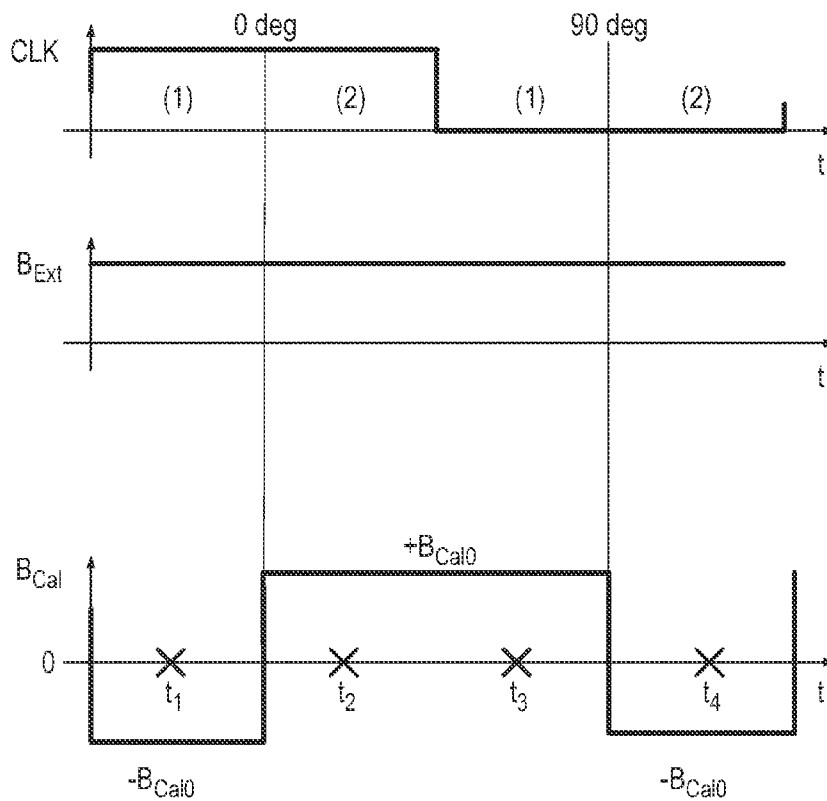 0 deg 90 deg
CLK
(1) (2) (1) (2)
t
B_Ext
t
+B_Cal0
B_Cal
0
t_1 t_2 t_3 t_4 t
-B_Cal0 -B_Cal0